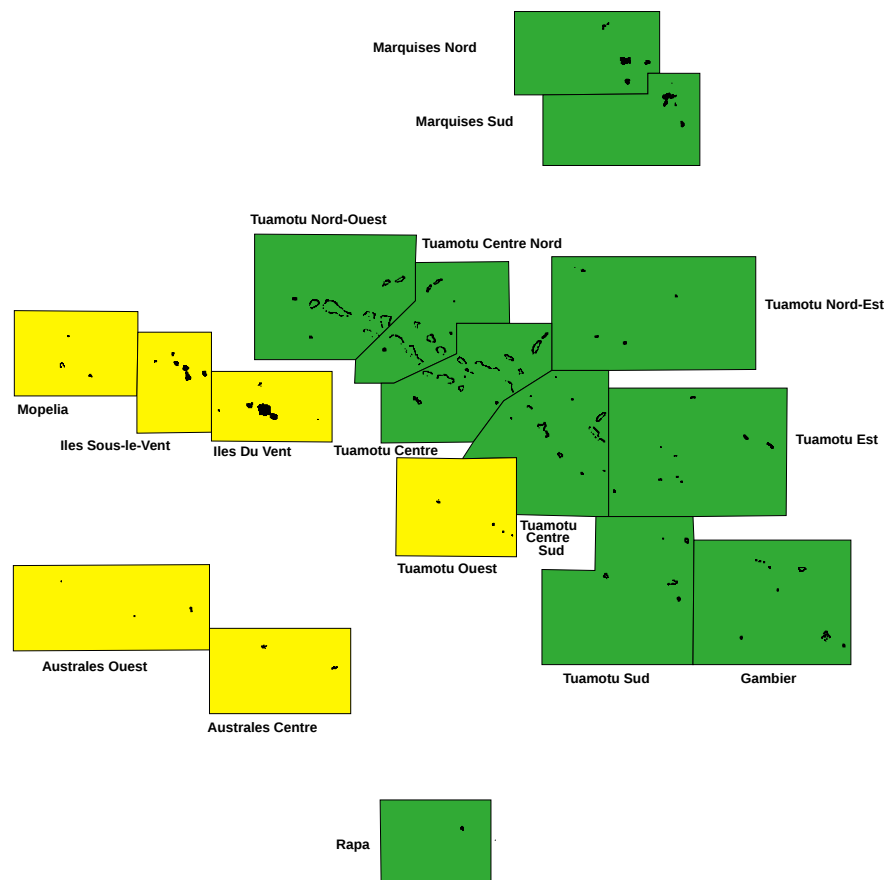 Marquises Nord
Marquises Sud
Tuamotu Nord-Ouest
Tuamotu Centre Nord
Tuamotu Nord-Est
Mopelia
Iles Sous-le-Vent
Iles Du Vent
Tuamotu Centre
Tuamotu Est
Tuamotu
Centre
Sud
Tuamotu Ouest
Australes Ouest
Tuamotu Sud
Gambier
Australes Centre
Rapa